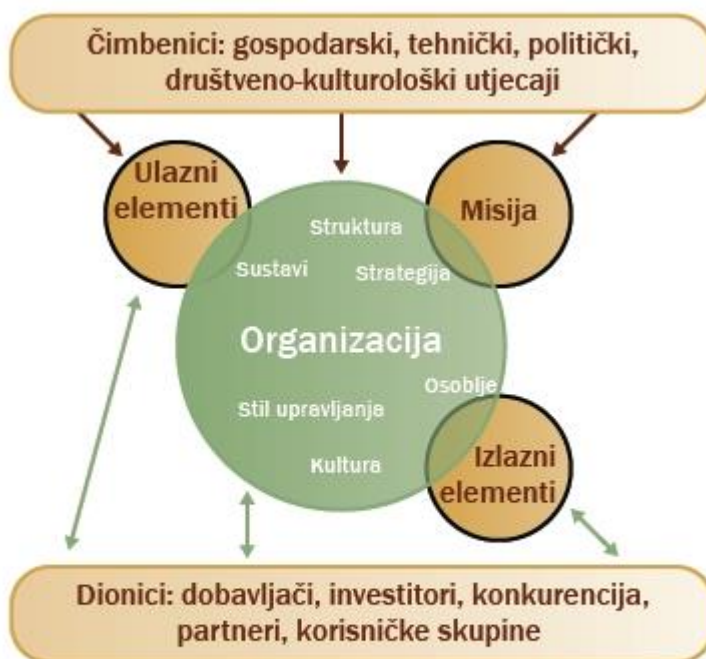 Čimbenici: gospodarski, tehnički, politički,
društveno-kulturološki utjecaji
Ulazni
elementi
Misija
Struktura
Sustavi
Strategija
Organizacija
Osoblje
Stil upravljanja
Kultura
Izlazni
elementi
Dionici: dobavljači, investitori, konkurencija,
partneri, korisničke skupine